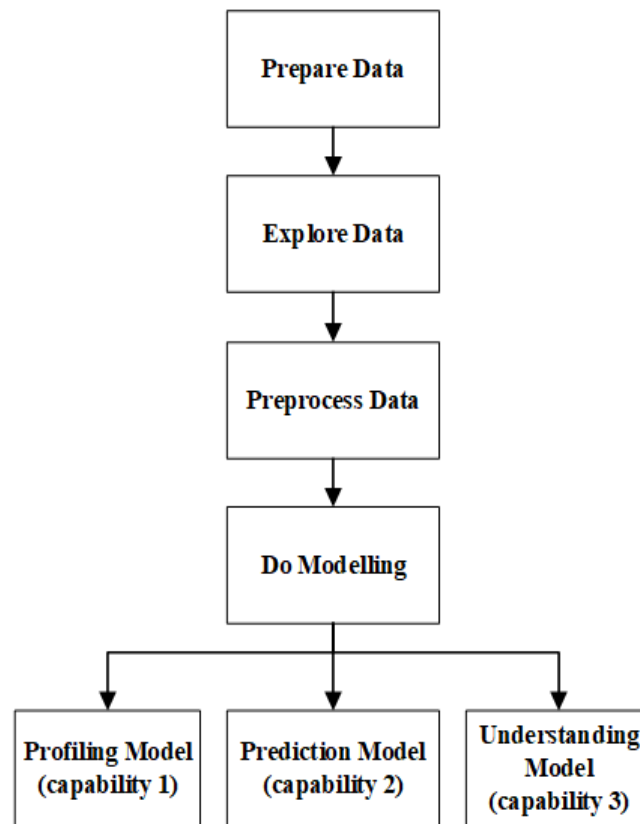 Prepare Data
Explore Data
Preprocess Data
Do Modelling
Profiling Model
(capability 1)
Prediction Model
(capability 2)
Understanding
Model
(capability 3)